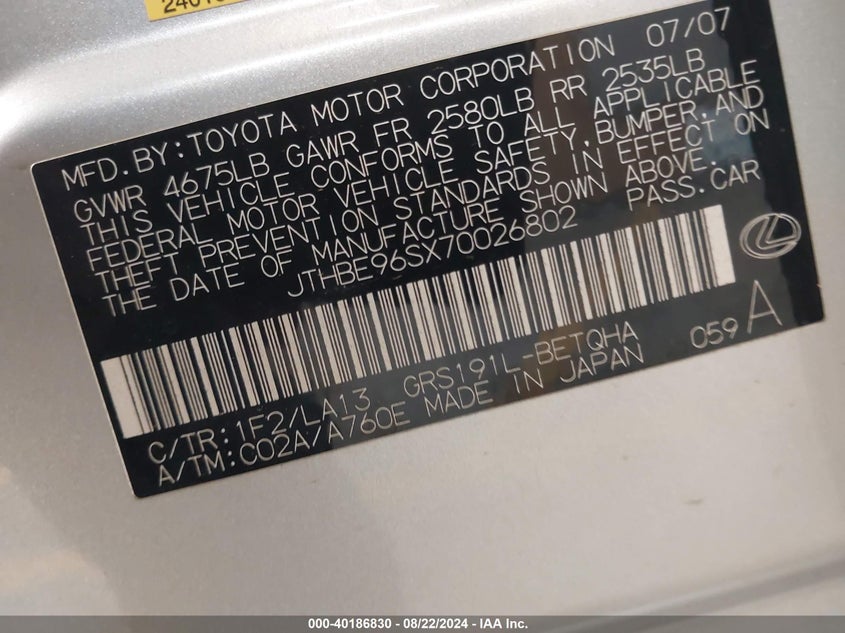 MFD. BY: TOYOTA MOTOR CORPORATION 07/07
GVWR 4675LB GAWR FR 2580LB RR 2535LB
THIS VEHICLE CONFORMS TO ALL APPLICABLE
FEDERAL MOTOR VEHICLE SAFETY, BUMPER, AND
THEFT PREVENTION STANDARDS IN EFFECT ON
THE DATE OF MANUFACTURE SHOWN ABOVE.
JTHBE96SX70026802 PASS. CAR
059 A
C/TR: 1F2/LA13 GRS191L-BETQHA
A/TM: C02A/A760E MADE IN JAPAN
000-40186830 - 08/22/2024 - IAA Inc.